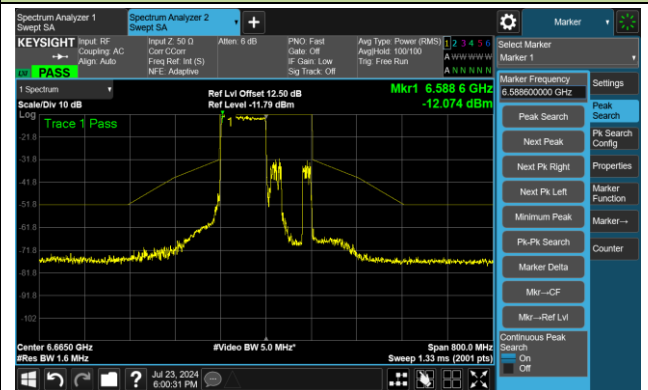 Spectrum Analyzer 1
Swept SA
Spectrum Analyzer 2
Swept SA
Marker
KEYSIGHT
Input: RF
Coupling: AC
Align: Auto
Input Z: 50 Ω
Corr CCorr
Freq Ref: Int (S)
NFE: Adaptive
Atten: 6 dB
PNO: Fast
Gate: Off
IF Gain: Low
Sig Track: Off
Avg Type: Power (RMS)
Avg|Hold: 100/100
Trig: Free Run
1 2 3 4 5 6
A W W W W W
A N N N N N
LXI
PASS
Select Marker
Marker 1
1 Spectrum
Scale/Div 10 dB
Ref Lvl Offset 12.50 dB
Ref Level -11.79 dBm
Mkr1 6.588 6 GHz
-12.074 dBm
Log
Trace 1 Pass
1
-21.8
-31.8
-41.8
-51.8
-61.8
-71.8
-81.8
-91.8
-102
Center 6.6650 GHz
#Res BW 1.6 MHz
#Video BW 5.0 MHz*
Span 800.0 MHz
Sweep 1.33 ms (2001 pts)
Marker Frequency
6.588600000 GHz
Peak Search
Next Peak
Next Pk Right
Next Pk Left
Minimum Peak
Pk-Pk Search
Marker Delta
Mkr→CF
Mkr→Ref Lvl
Continuous Peak
Search
On
Off
Settings
Peak
Search
Pk Search
Config
Properties
Marker
Function
Marker→
Counter
?
Jul 23, 2024
6:00:31 PM